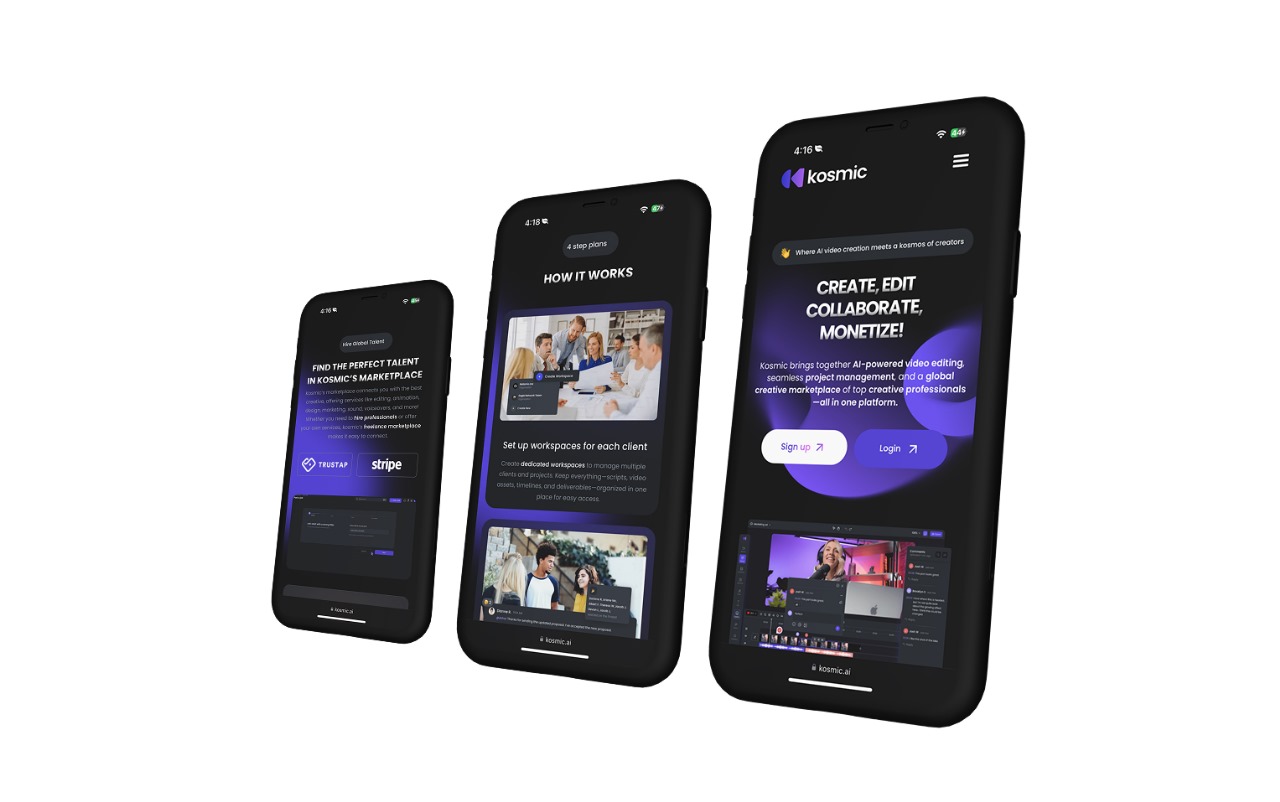 4:16
Hire Global Talent
FIND THE PERFECT TALENT
IN KOSMIC'S MARKETPLACE
Kosmic's marketplace connects you with the best
creative, offering services like editing, animation,
design, marketing, sound, voiceovers, and more!
Whether you need to hire professionals or offer
your own services, kosmic's freelance marketplace
makes it easy to connect.
TRUSTAP
stripe
kosmic.ai
4:18
47
4 step plans
HOW IT WORKS
Create Workspace
Set up workspaces for each client
Create dedicated workspaces to manage multiple
clients and projects. Keep everything—scripts, video
assets, timelines, and deliverables—organized in one
place for easy access.
kosmic.ai
4:16
44
kosmic
Where AI video creation meets a kosmos of creators
CREATE, EDIT
COLLABORATE,
MONETIZE!
Kosmic brings together AI-powered video editing,
seamless project management, and a global
creative marketplace of top creative professionals
—all in one platform.
Sign up
Login
Comments
kosmic.ai